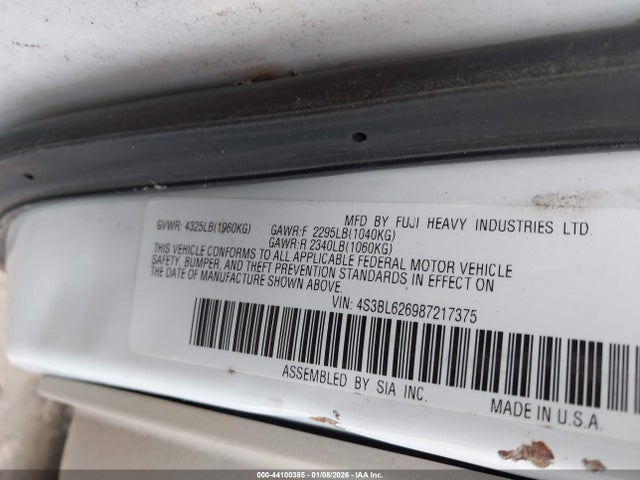 MFD BY FUJI HEAVY INDUSTRIES LTD.
GVWR: 4325LB(1960KG) GAWR:F 2295LB(1040KG)
GAWR:R 2340LB(1060KG)
THIS VEHICLE CONFORMS TO ALL APPLICABLE FEDERAL MOTOR VEHICLE
SAFETY, BUMPER, AND THEFT PREVENTION STANDARDS IN EFFECT ON
THE DATE OF MANUFACTURE SHOWN ABOVE.
VIN: 4S3BL626987217375
ASSEMBLED BY SIA INC.
MADE IN U.S.A.
000-44100385 - 01/08/2026 - IAA Inc.